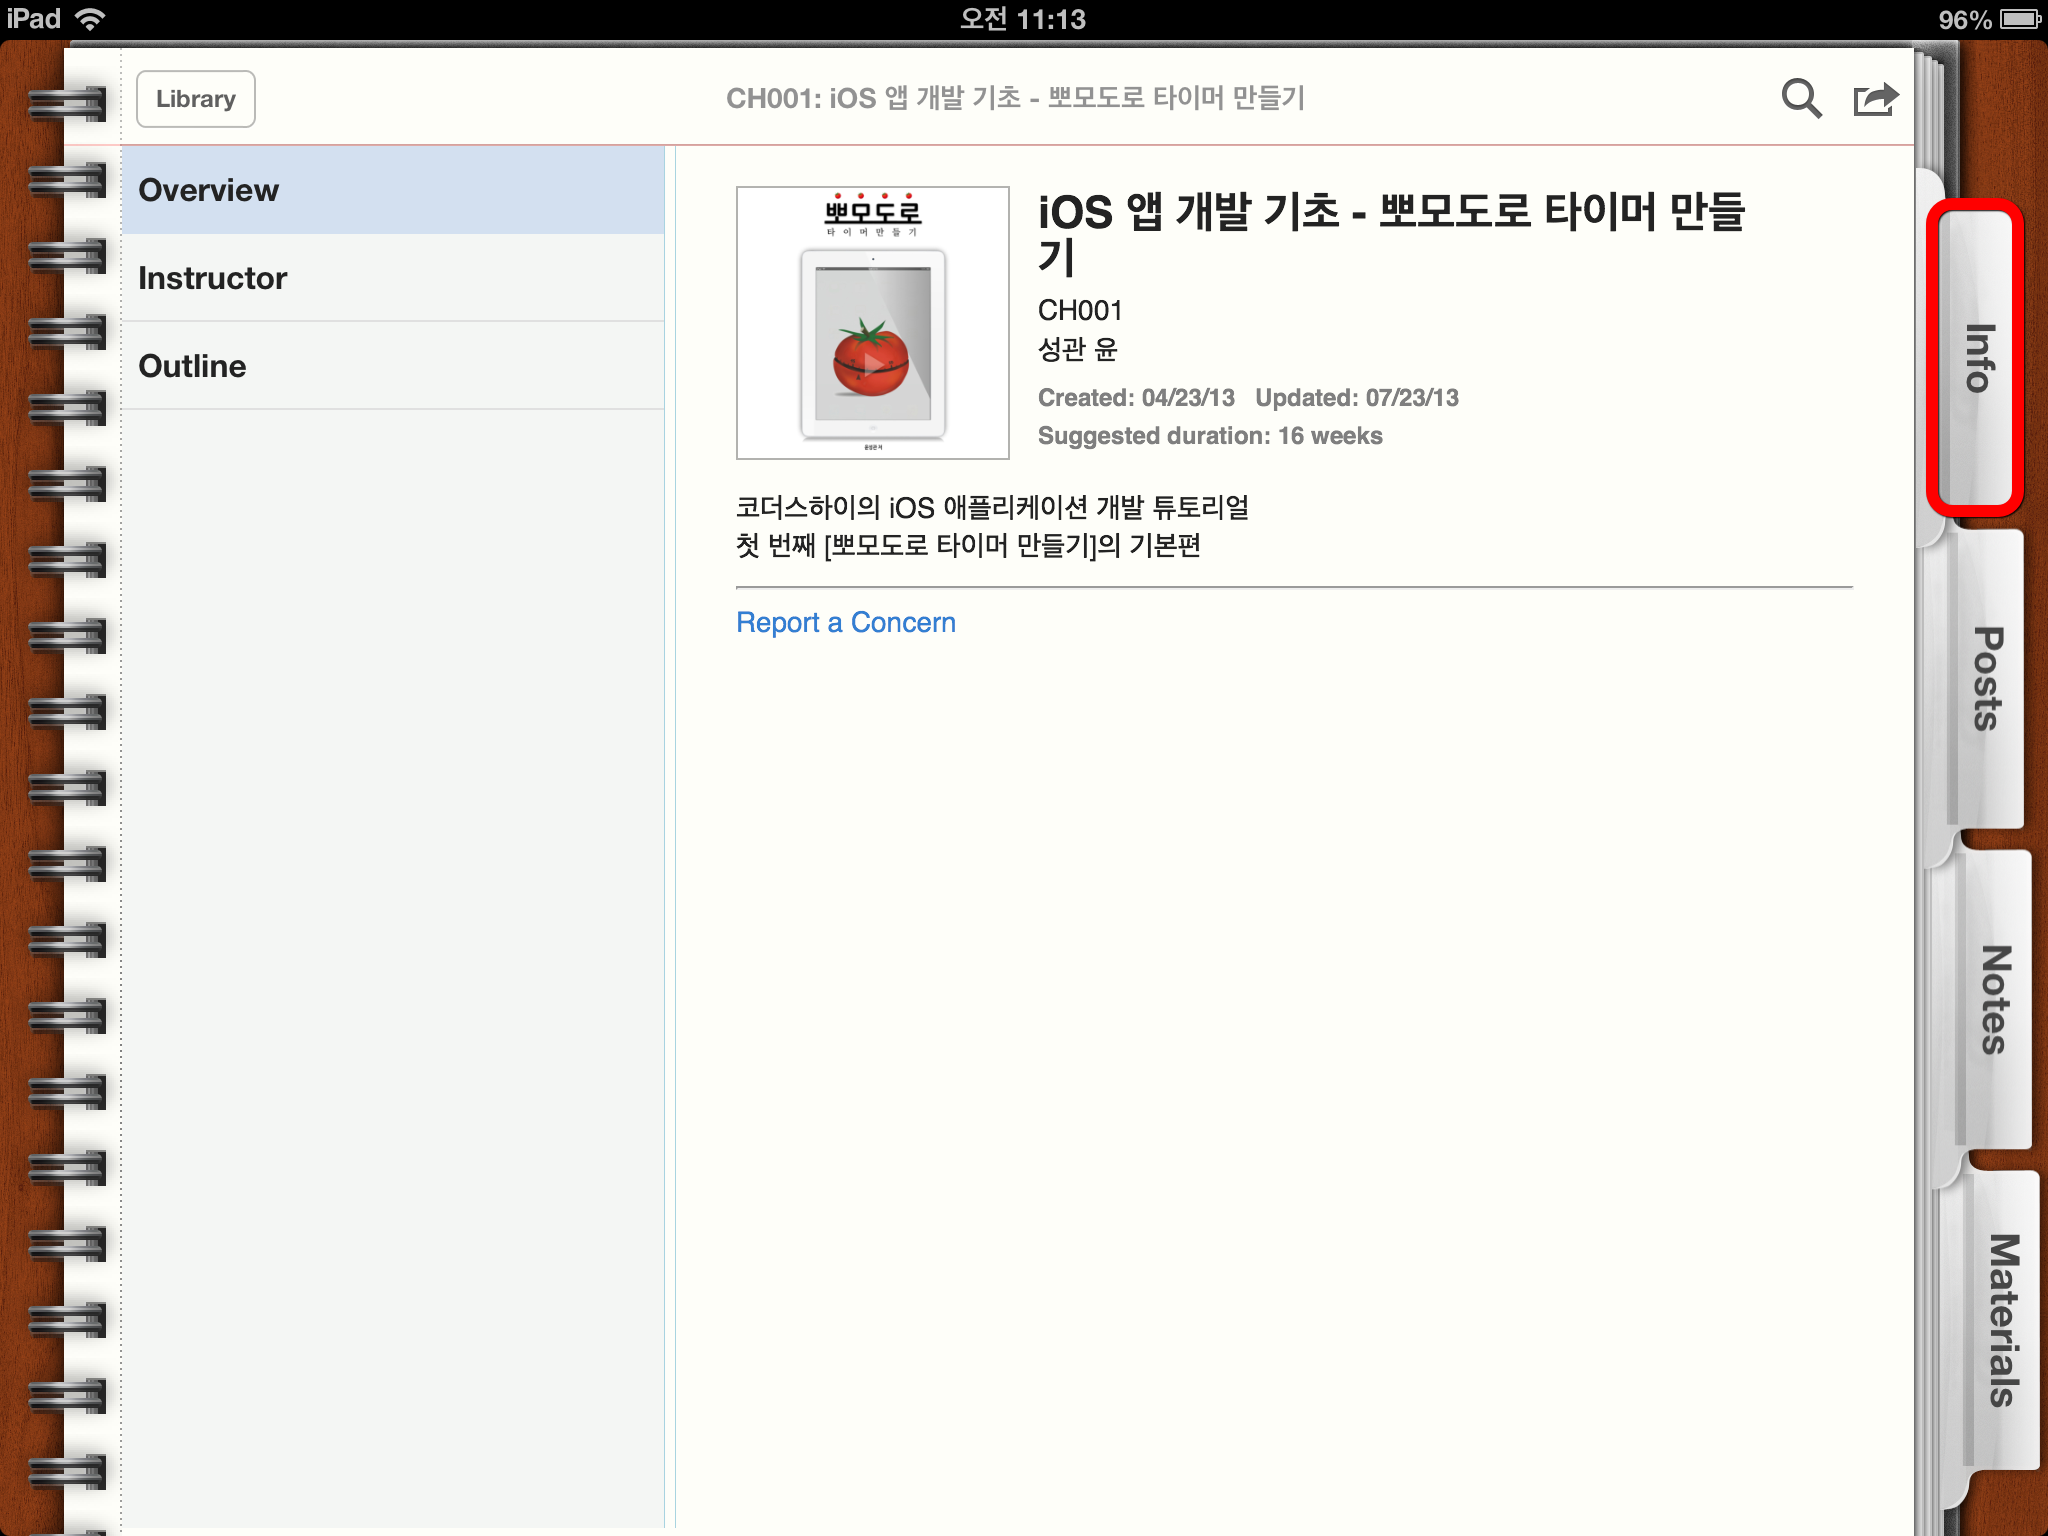 iPad 오전 11:13 96%
Library CH001: iOS 앱 개발 기초 - 뽀모도로 타이머 만들기
Overview
Instructor
Outline
뽀모도로
타이머만들기
윤성관 저
iOS 앱 개발 기초 - 뽀모도로 타이머 만들
기
CH001
성관 윤
Created: 04/23/13 Updated: 07/23/13
Suggested duration: 16 weeks
코더스하이의 iOS 애플리케이션 개발 튜토리얼
첫 번째 [뽀모도로 타이머 만들기]의 기본편
Report a Concern
Info
Posts
Notes
Materials